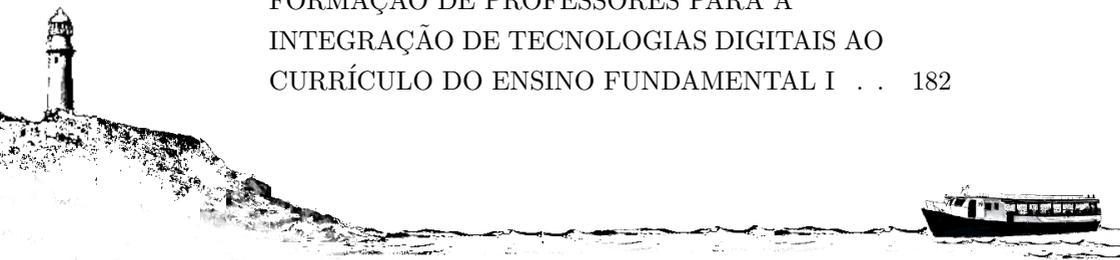 FORMAÇÃO DE PROFESSORES PARA A
INTEGRAÇÃO DE TECNOLOGIAS DIGITAIS AO
CURRÍCULO DO ENSINO FUNDAMENTAL I . . 182